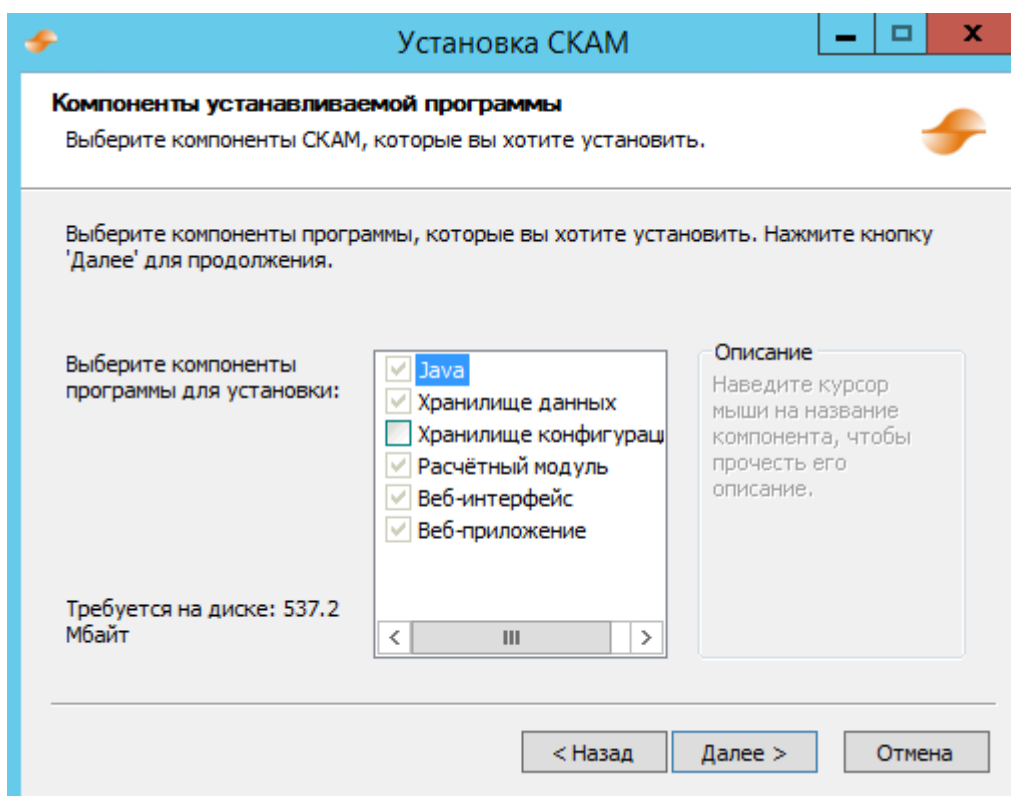 Установка СКАМ
Компоненты устанавливаемой программы
Выберите компоненты СКАМ, которые вы хотите установить.
Выберите компоненты программы, которые вы хотите установить. Нажмите кнопку
'Далее' для продолжения.
Выберите компоненты
программы для установки:
Java
Хранилище данных
Хранилище конфигурац
Расчётный модуль
Веб-интерфейс
Веб-приложение
Описание
Наведите курсор
мыши на название
компонента, чтобы
прочесть его
описание.
Требуется на диске: 537.2
Мбайт
< Назад
Далее >
Отмена